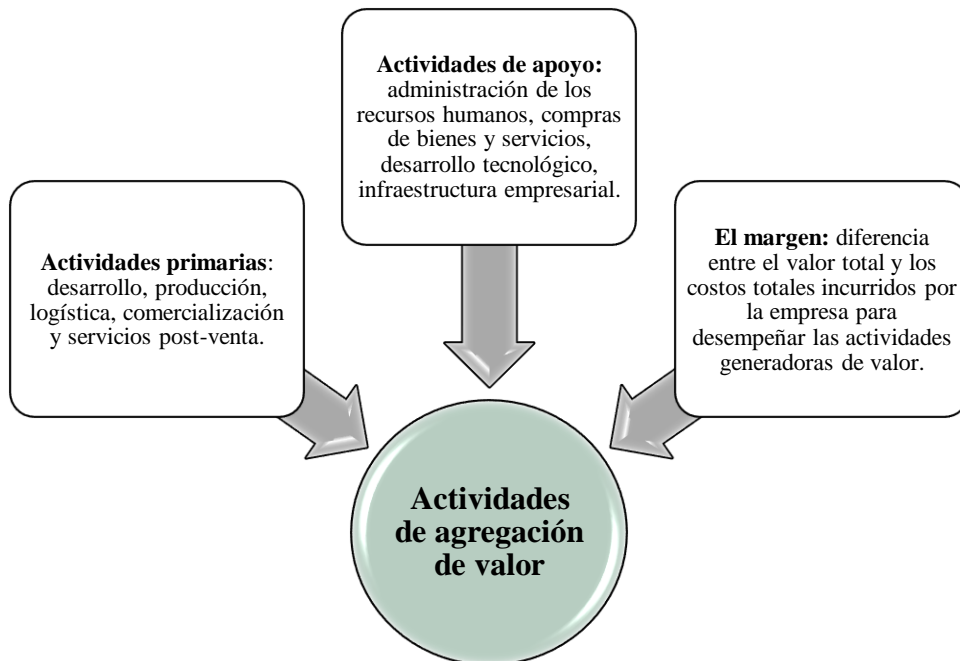 Actividades de apoyo:
administración de los
recursos humanos, compras
de bienes y servicios,
desarrollo tecnológico,
infraestructura empresarial.
Actividades primarias:
desarrollo, producción,
logística, comercialización
y servicios post-venta.
El margen: diferencia
entre el valor total y los
costos totales incurridos por
la empresa para
desempeñar las actividades
generadoras de valor.
Actividades
de agregación
de valor